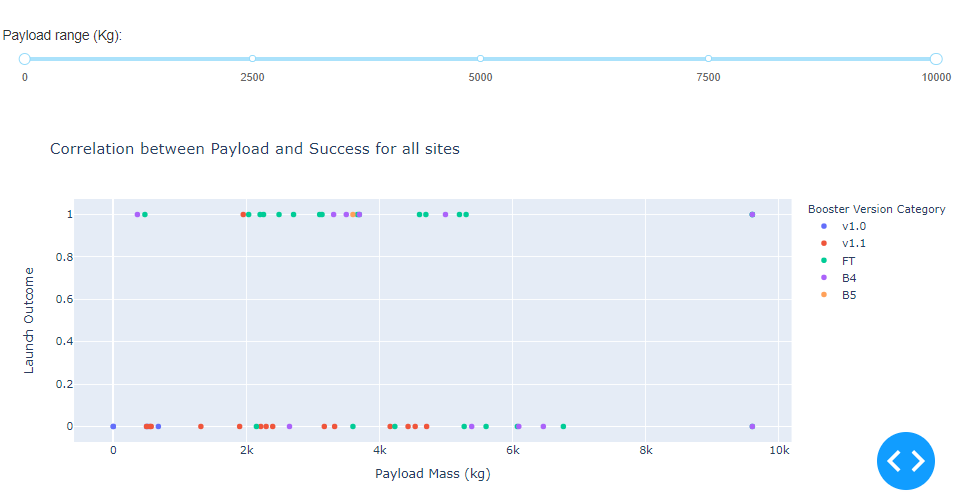 Payload range (Kg):
0 2500 5000 7500 10000
Correlation between Payload and Success for all sites
Booster Version Category
v1.0
v1.1
FT
B4
B5
Launch Outcome
1
0.8
0.6
0.4
0.2
0
0 2k 4k 6k 8k 10k
Payload Mass (kg)